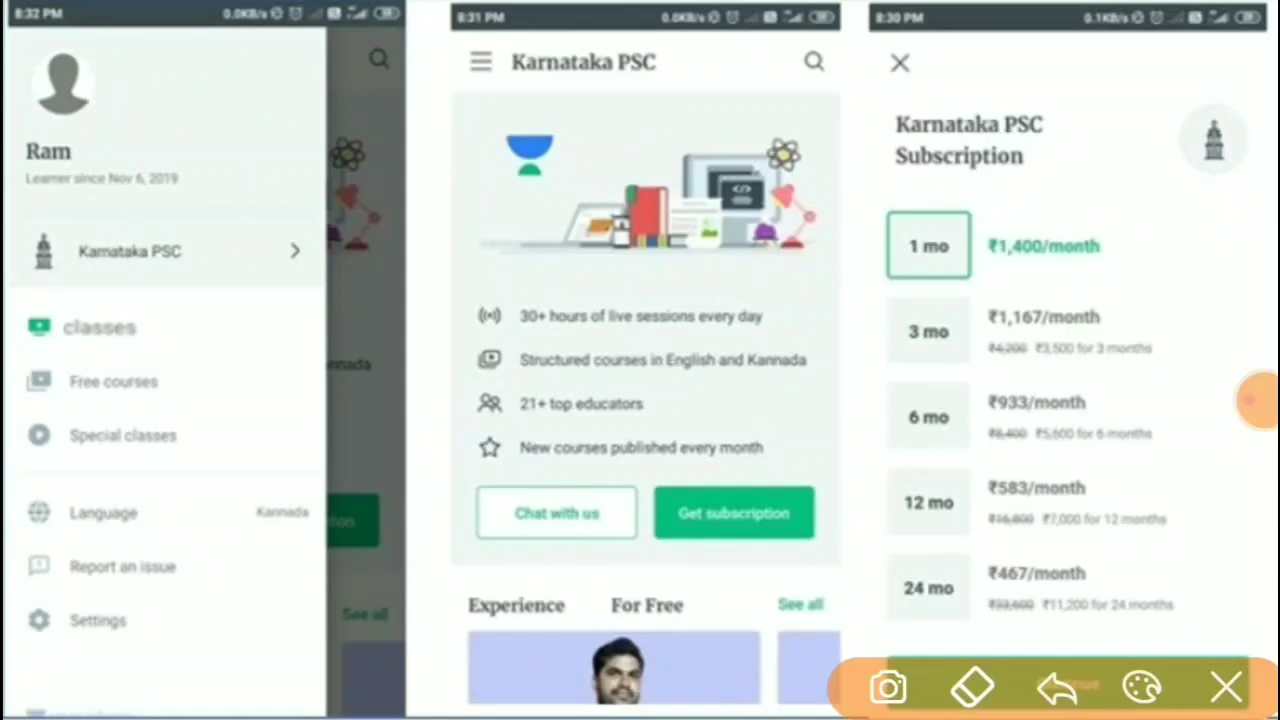 8:32 PM
0.0KB/s
Ram
Learner since Nov 6, 2019
Karnataka PSC
classes
Free courses
Special classes
Language
Kannada
Report an issue
Settings
See all
8:31 PM
0.0KB/s
Karnataka PSC
30+ hours of live sessions every day
Structured courses in English and Kannada
21+ top educators
New courses published every month
Chat with us
Get subscription
Experience For Free
See all
8:30 PM
0.1KB/s
Karnataka PSC
Subscription
1 mo
₹1,400/month
3 mo
₹1,167/month
₹4,200 ₹3,500 for 3 months
6 mo
₹933/month
₹8,400 ₹5,600 for 6 months
12 mo
₹583/month
₹16,800 ₹7,000 for 12 months
24 mo
₹467/month
₹33,600 ₹11,200 for 24 months